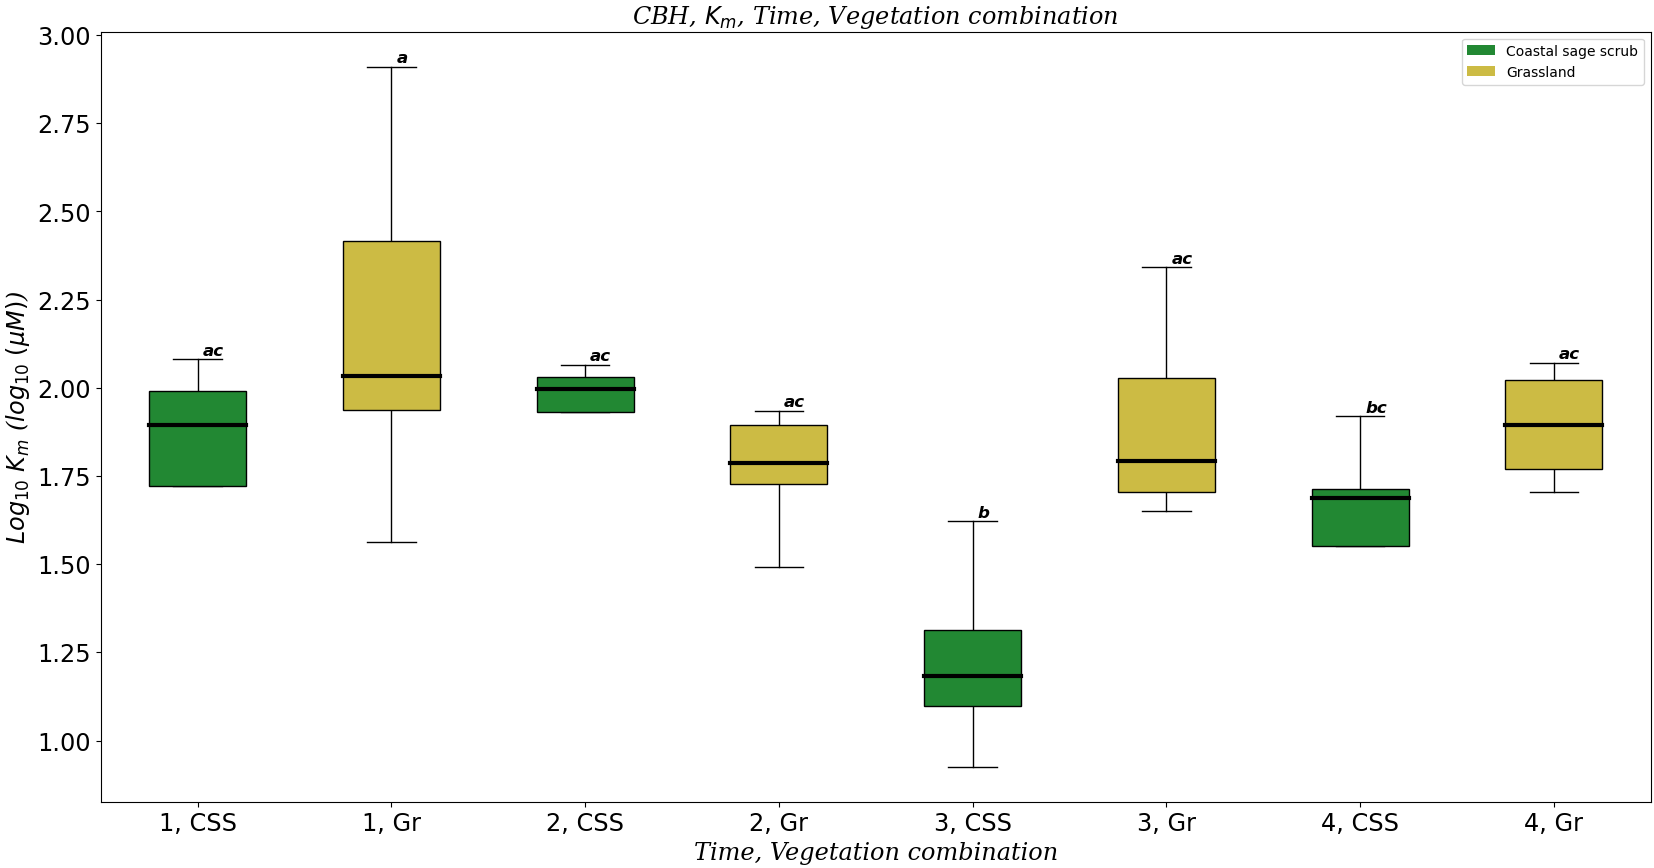 CBH, Km, Time, Vegetation combination
Coastal sage scrub
Grassland
Log10 Km (log10 (μM))
3.00
2.75
2.50
2.25
2.00
1.75
1.50
1.25
1.00
ac
a
ac
ac
b
ac
bc
ac
1, CSS
1, Gr
2, CSS
2, Gr
3, CSS
3, Gr
4, CSS
4, Gr
Time, Vegetation combination